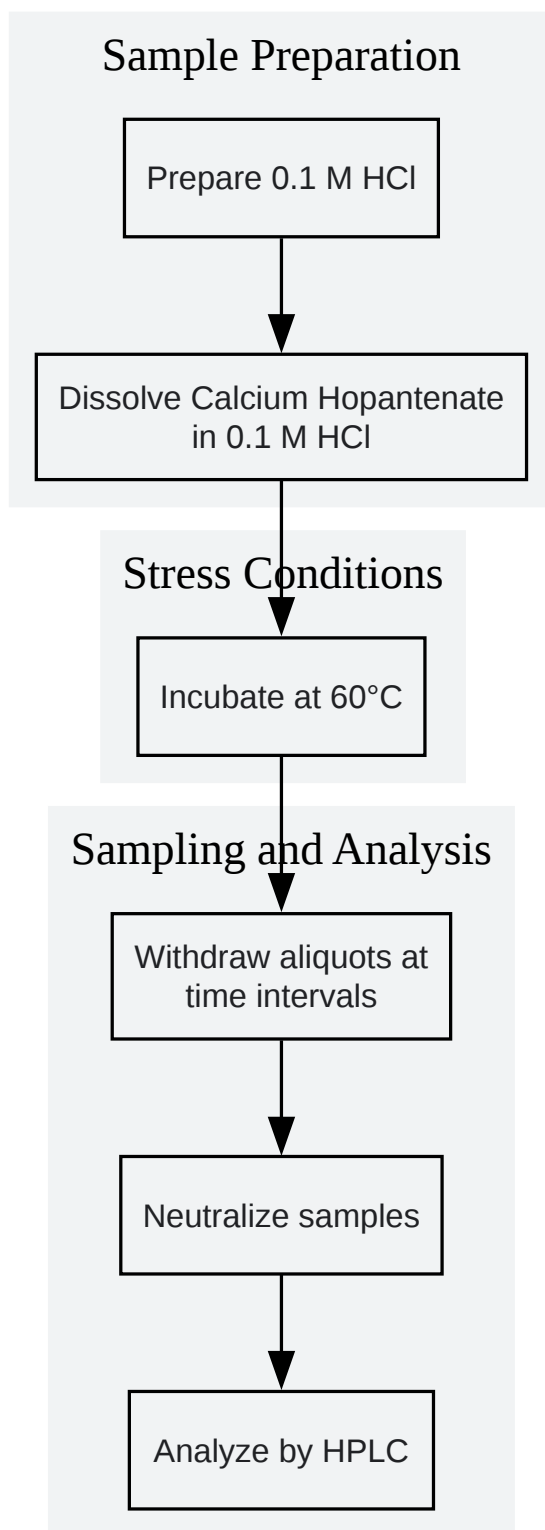 Sample Preparation
Prepare 0.1 M HCl
Dissolve Calcium Hopantenate
in 0.1 M HCl
Stress Conditions
Incubate at 60°C
Sampling and Analysis
Withdraw aliquots at
time intervals
Neutralize samples
Analyze by HPLC